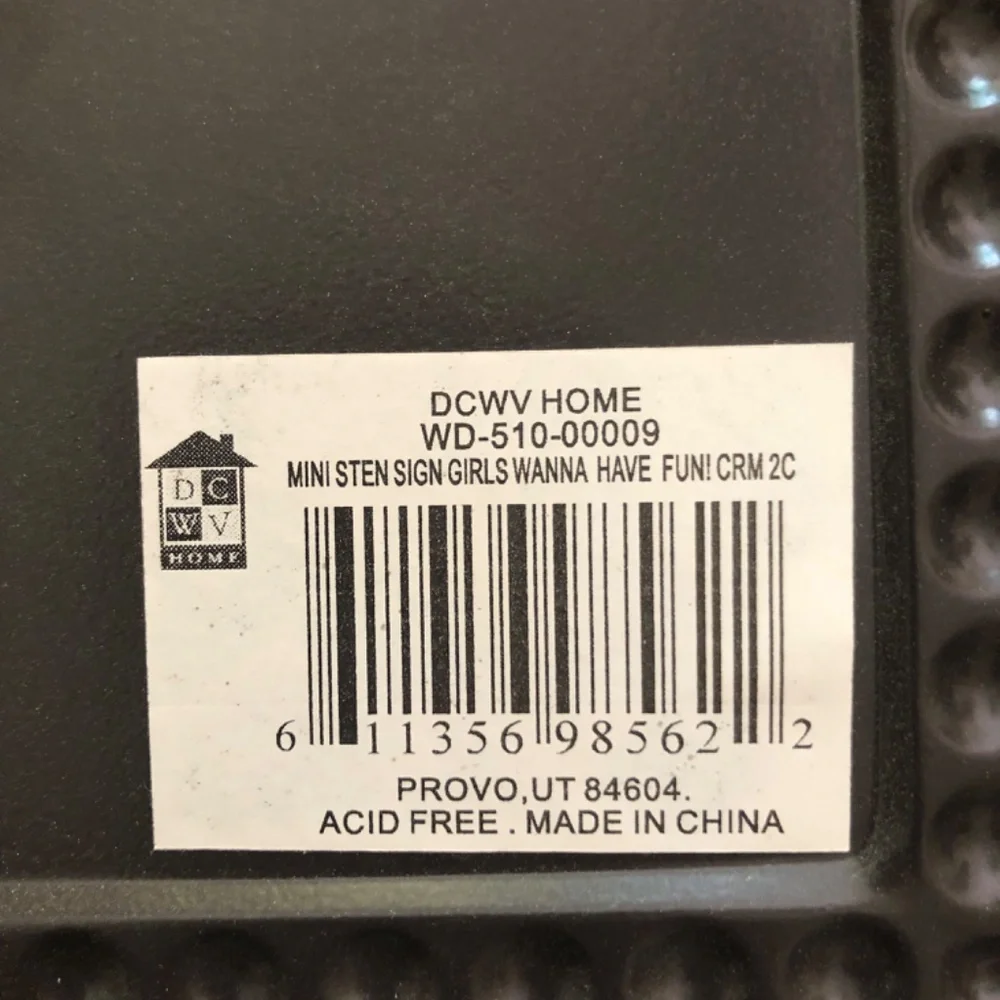 DCWV HOME
WD-510-00009
MINI STEN SIGN GIRLS WANNA HAVE FUN! CRM 2C
D C
W V
HOME
6 11356 98562 2
PROVO,UT 84604.
ACID FREE . MADE IN CHINA